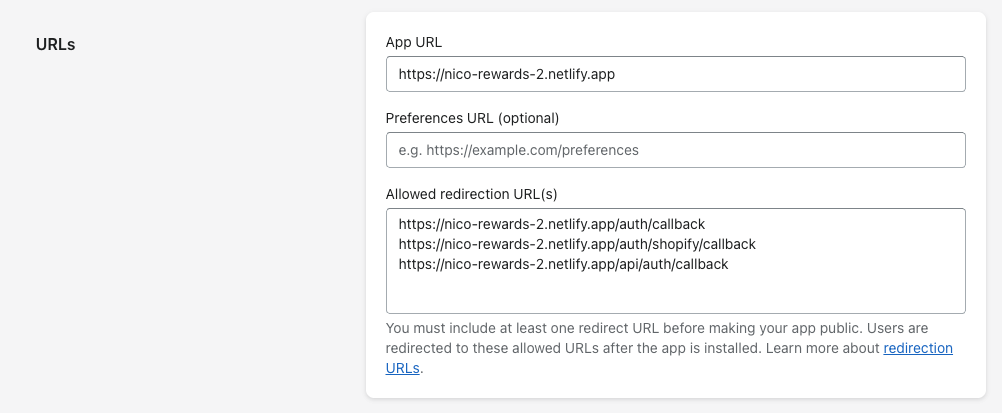 URLs
App URL
https://nico-rewards-2.netlify.app
Preferences URL (optional)
e.g. https://example.com/preferences
Allowed redirection URL(s)
https://nico-rewards-2.netlify.app/auth/callback
https://nico-rewards-2.netlify.app/auth/shopify/callback
https://nico-rewards-2.netlify.app/api/auth/callback
You must include at least one redirect URL before making your app public. Users are
redirected to these allowed URLs after the app is installed. Learn more about redirection
URLs.